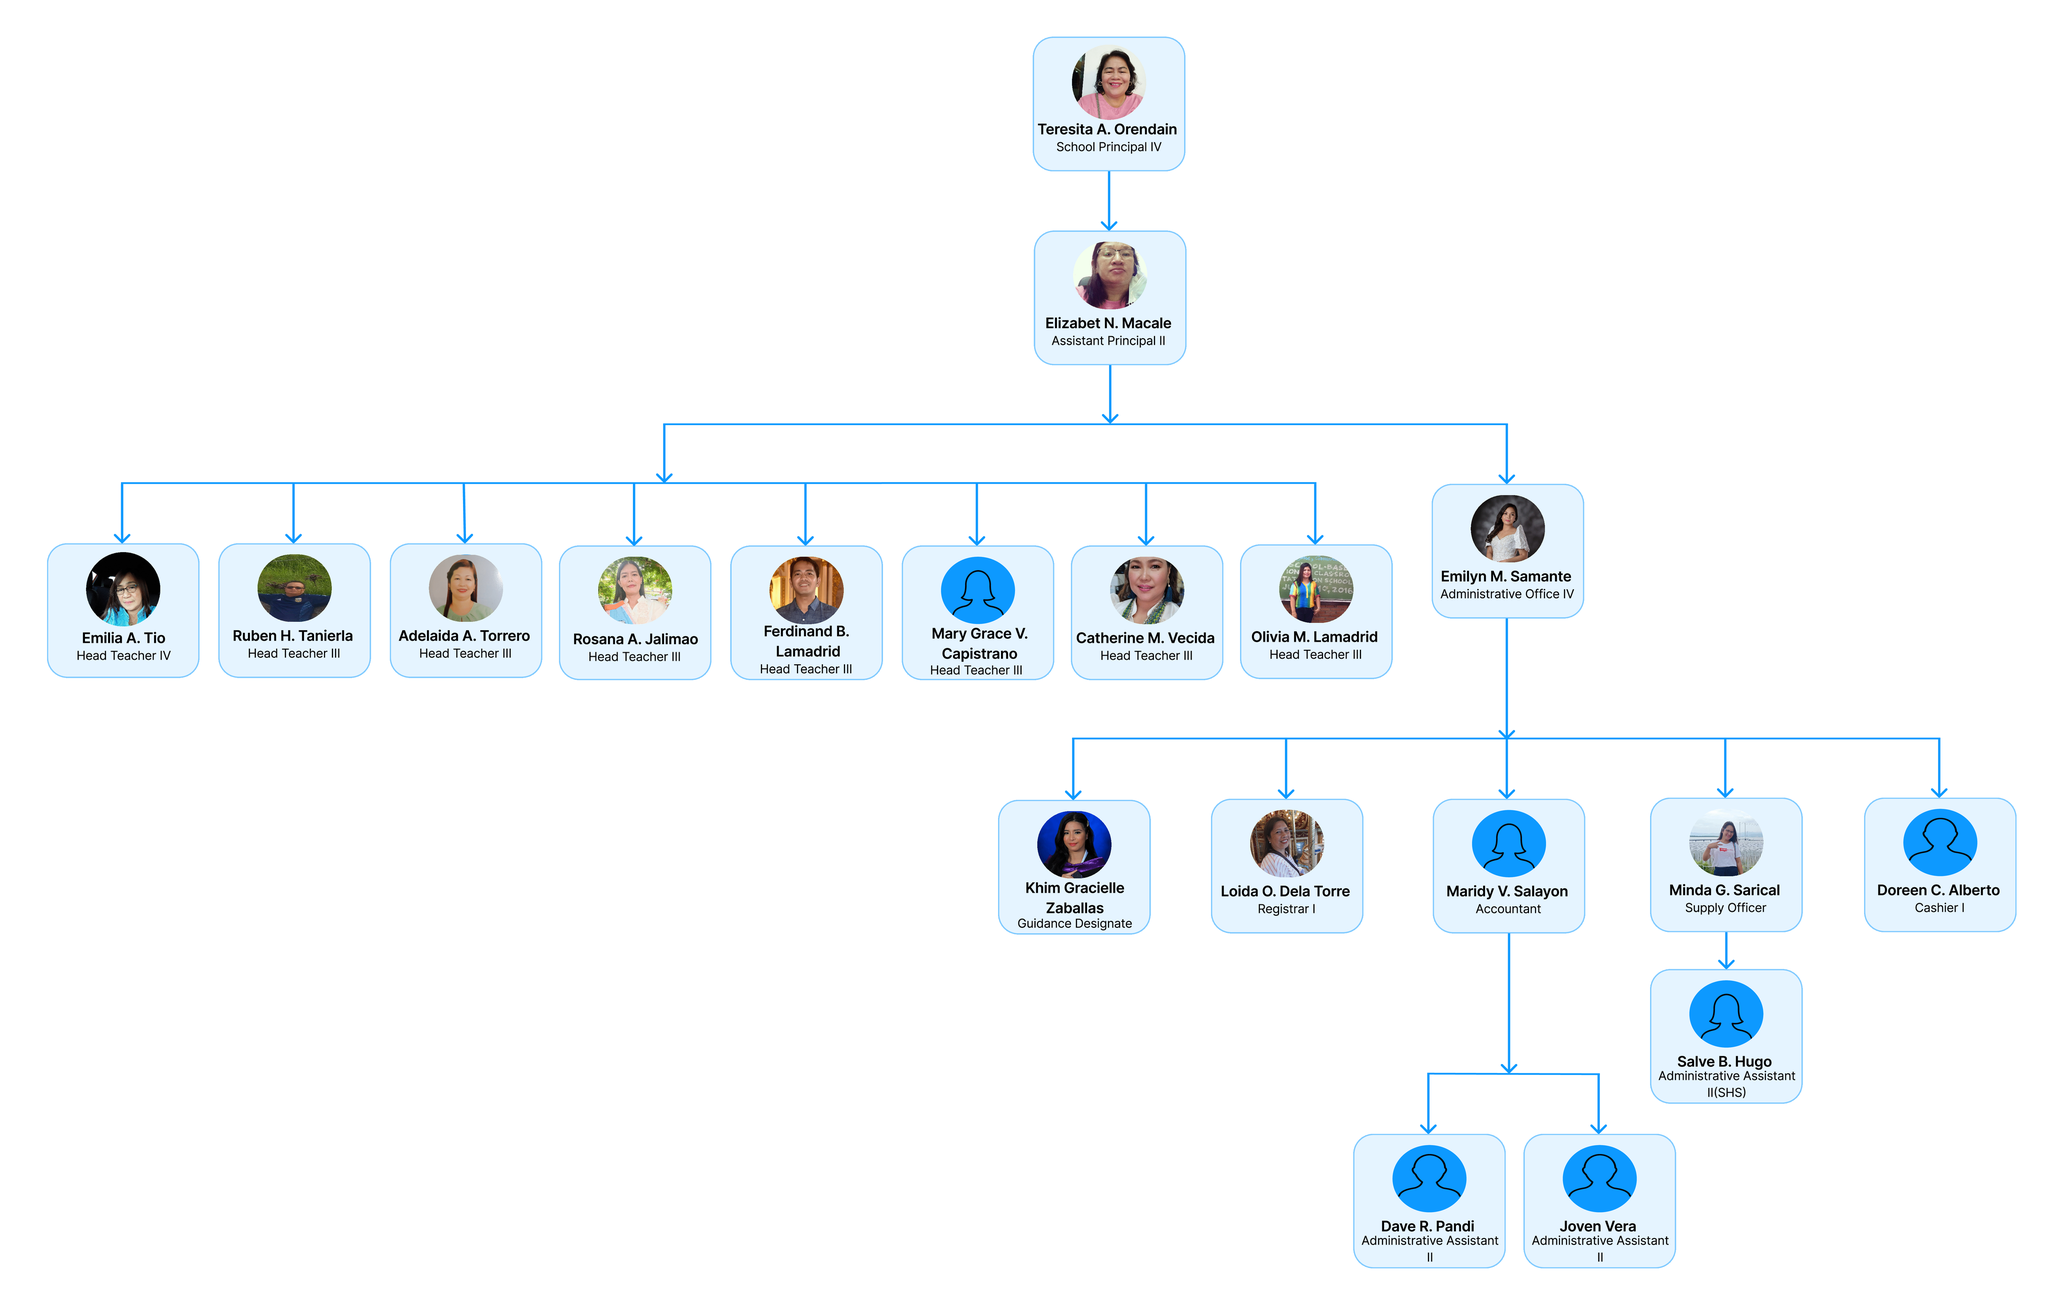 Teresita A. Orendain
School Principal IV
Elizabet N. Macale
Assistant Principal II
Emilyn M. Samante
Administrative Office IV
Emilia A. Tio
Head Teacher IV
Ruben H. Tanierla
Head Teacher III
Adelaida A. Torrero
Head Teacher III
Rosana A. Jalimao
Head Teacher III
Ferdinand B.
Lamadrid
Head Teacher III
Mary Grace V.
Capistrano
Head Teacher III
Catherine M. Vecida
Head Teacher III
Olivia M. Lamadrid
Head Teacher III
Khim Gracielle
Zaballas
Guidance Designate
Loida O. Dela Torre
Registrar I
Maridy V. Salayon
Accountant
Minda G. Sarical
Supply Officer
Doreen C. Alberto
Cashier I
Salve B. Hugo
Administrative Assistant
II(SHS)
Dave R. Pandi
Administrative Assistant
II
Joven Vera
Administrative Assistant
II